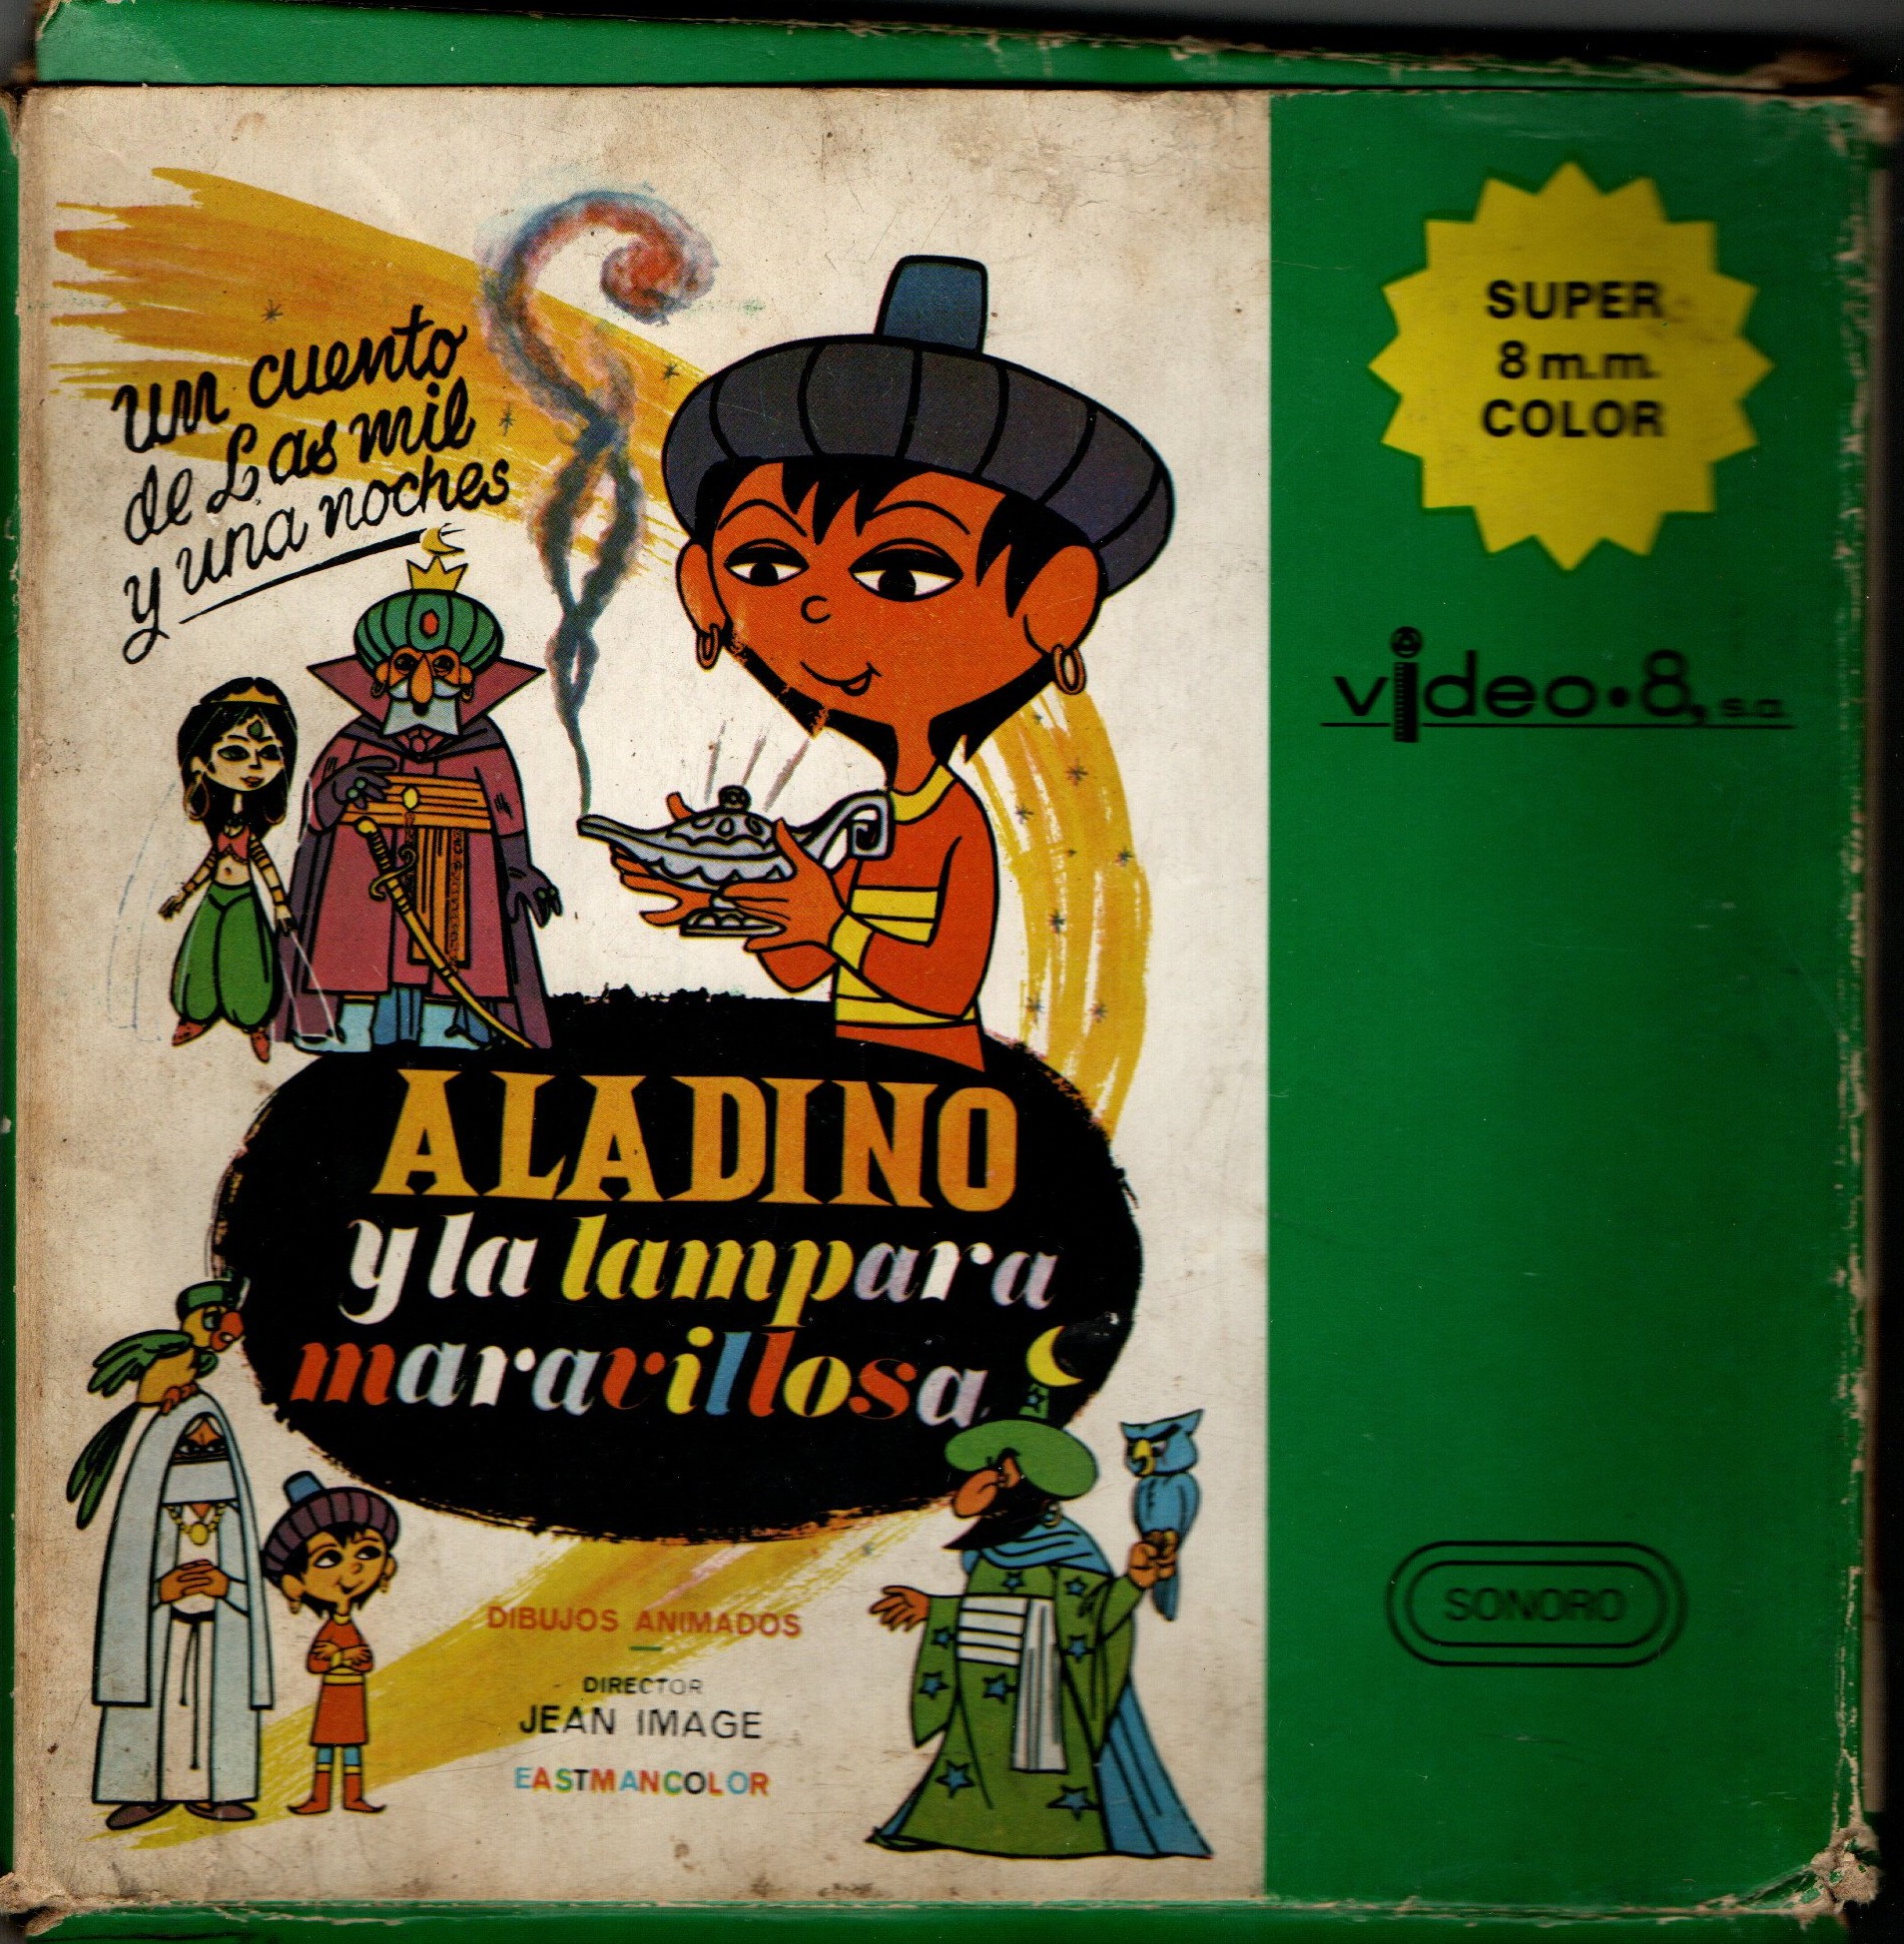 un cuento
de Las mil
y una noches
ALADINO
y la lampara
maravillosa
DIBUJOS ANIMADOS
DIRECTOR
JEAN IMAGE
EASTMANCOLOR
SUPER
8 m.m.
COLOR
video·8, s.a.
SONORO